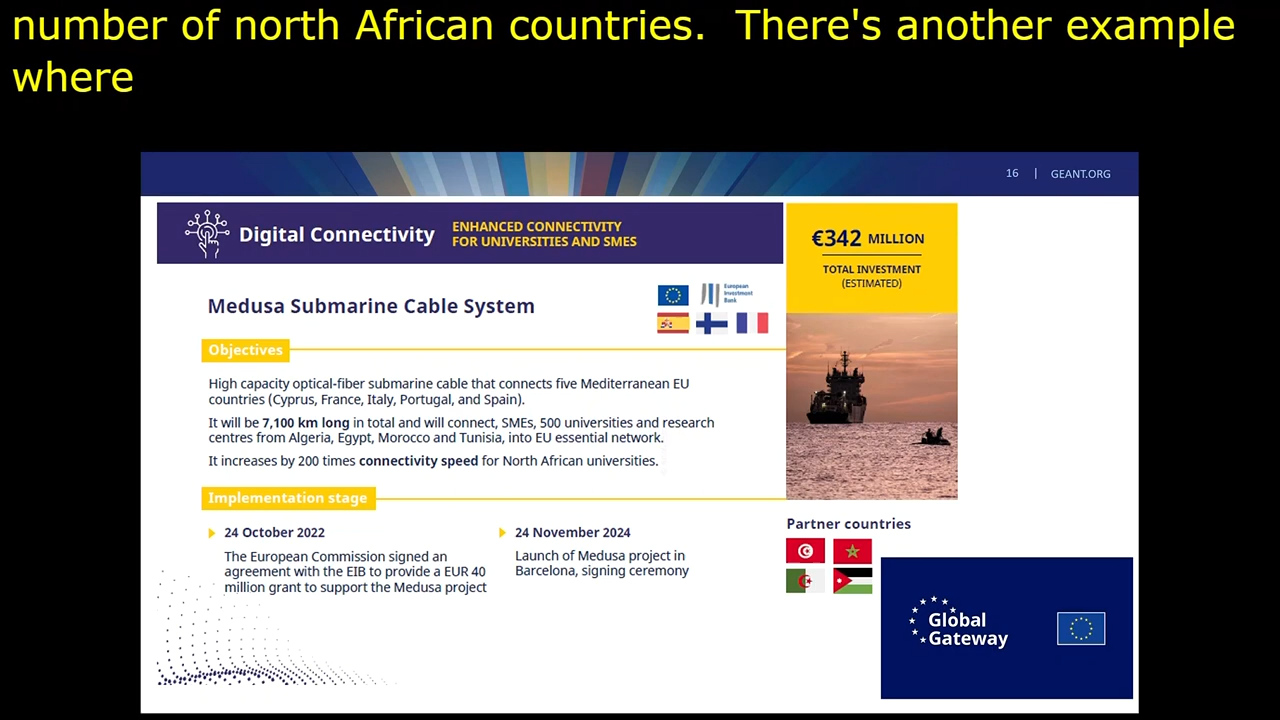 number of north African countries.  There's another example
where
16 | GEANT.ORG
Digital Connectivity
ENHANCED CONNECTIVITY
FOR UNIVERSITIES AND SMES
€342 MILLION
TOTAL INVESTMENT
(ESTIMATED)
Medusa Submarine Cable System
European
Investment
Bank
Objectives
High capacity optical-fiber submarine cable that connects five Mediterranean EU
countries (Cyprus, France, Italy, Portugal, and Spain).
It will be 7,100 km long in total and will connect, SMEs, 500 universities and research
centres from Algeria, Egypt, Morocco and Tunisia, into EU essential network.
It increases by 200 times connectivity speed for North African universities.
Implementation stage
24 October 2022
The European Commission signed an
agreement with the EIB to provide a EUR 40
million grant to support the Medusa project
24 November 2024
Launch of Medusa project in
Barcelona, signing ceremony
Partner countries
Global
Gateway